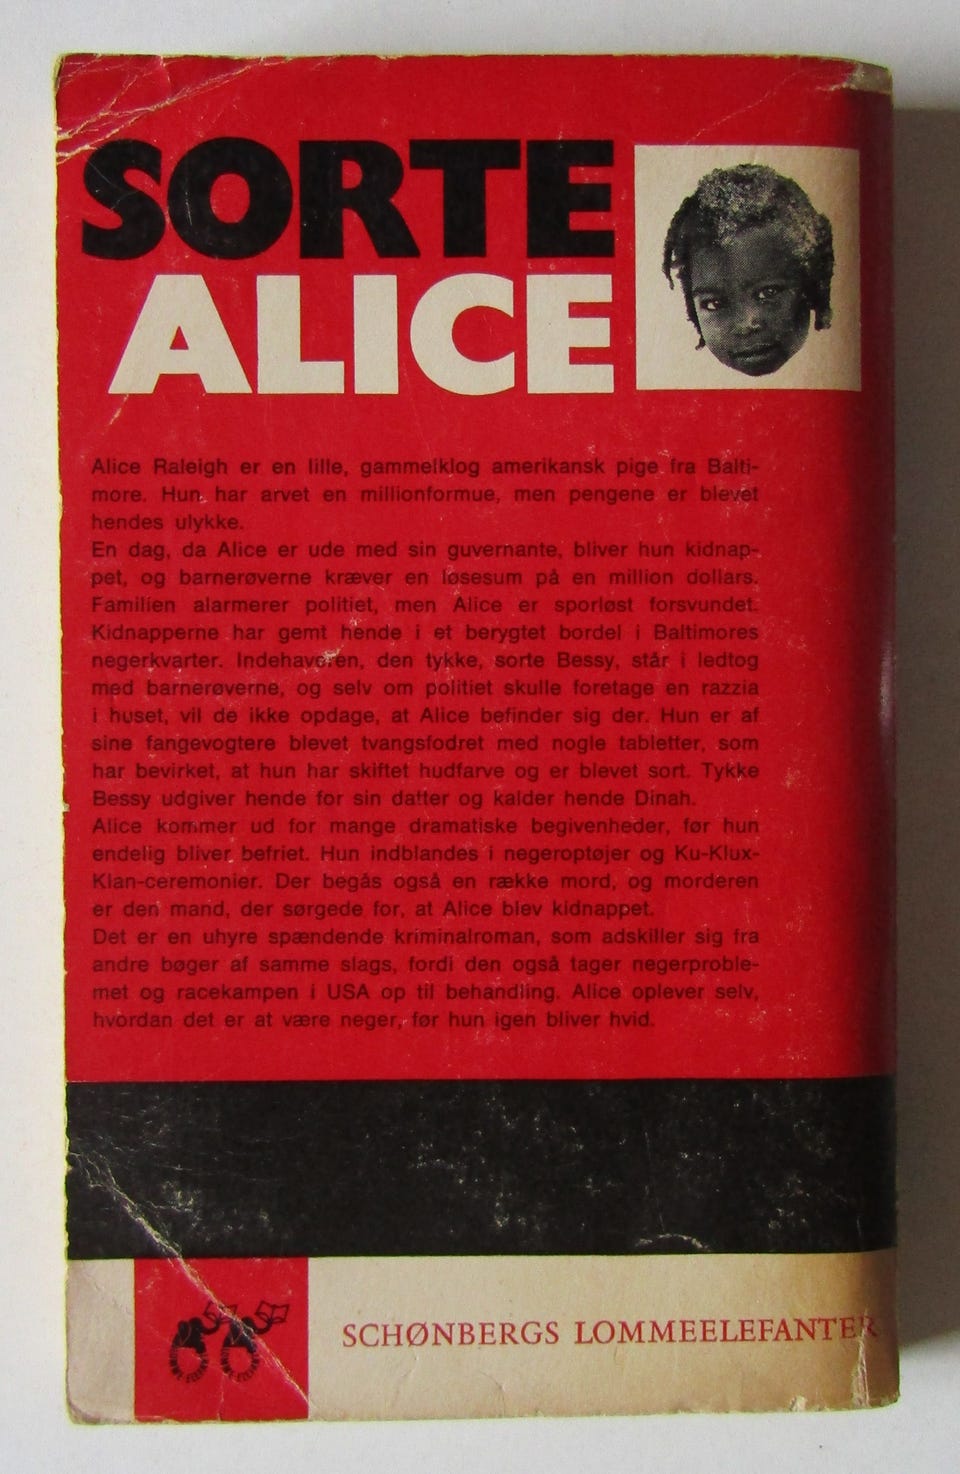 SORTE
ALICE
Alice Raleigh er en lille, gammelklog amerikansk pige fra Balti-
more. Hun har arvet en millionformue, men pengene er blevet
hendes ulykke.
En dag, da Alice er ude med sin guvernante, bliver hun kidnap-
pet, og barnerøverne kræver en løsesum på en million dollars.
Familien alarmerer politiet, men Alice er sporløst forsvundet.
Kidnapperne har gemt hende i et berygtet bordel i Baltimores
negerkvarter. Indehaveren, den tykke, sorte Bessy, står i ledtog
med barnerøverne, og selv om politiet skulle foretage en razzia
i huset, vil de ikke opdage, at Alice befinder sig der. Hun er af
sine fangevogtere blevet tvangsfodret med nogle tabletter, som
har bevirket, at hun har skiftet hudfarve og er blevet sort. Tykke
Bessy udgiver hende for sin datter og kalder hende Dinah.
Alice kommer ud for mange dramatiske begivenheder, før hun
endelig bliver befriet. Hun indblandes i negeroptøjer og Ku-Klux-
Klan-ceremonier. Der begås også en række mord, og morderen
er den mand, der sørgede for, at Alice blev kidnappet.
Det er en uhyre spændende kriminalroman, som adskiller sig fra
andre bøger af samme slags, fordi den også tager negerproble-
met og racekampen i USA op til behandling. Alice oplever selv,
hvordan det er at være neger, før hun igen bliver hvid.
SCHØNBERGS LOMMEELEFANTER